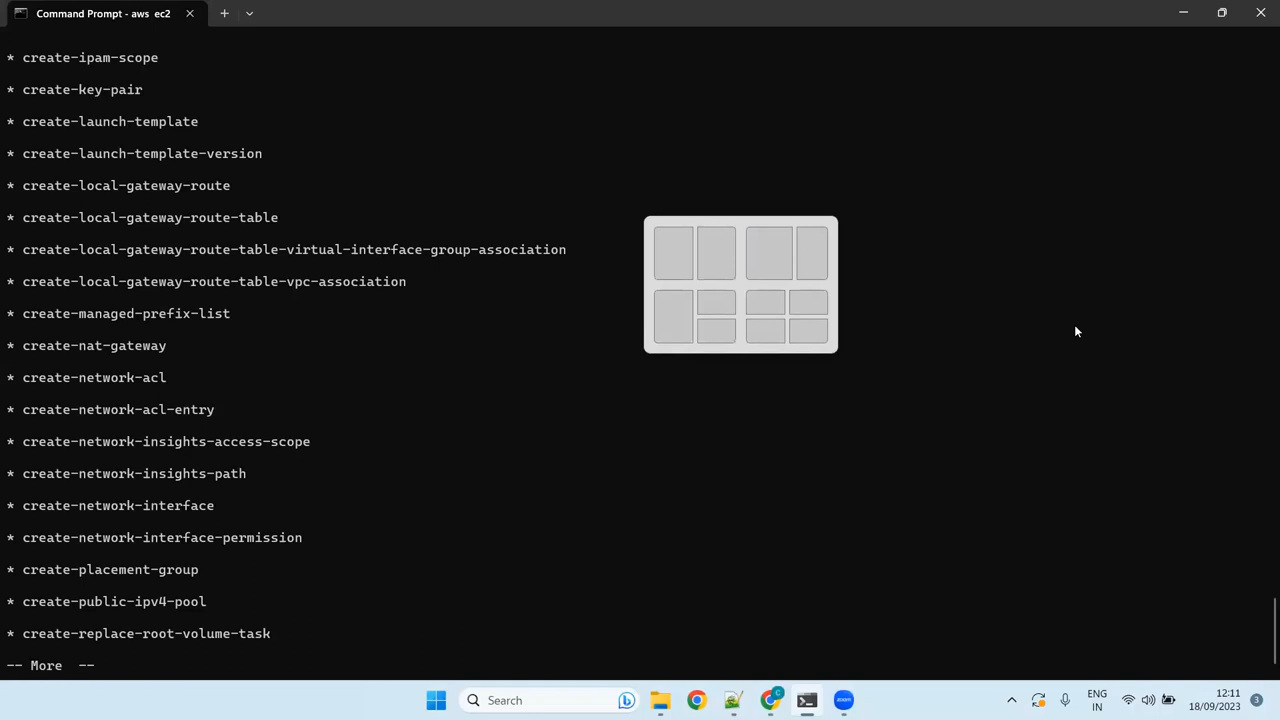 Command Prompt - aws  ec2
* create-ipam-scope
* create-key-pair
* create-launch-template
* create-launch-template-version
* create-local-gateway-route
* create-local-gateway-route-table
* create-local-gateway-route-table-virtual-interface-group-association
* create-local-gateway-route-table-vpc-association
* create-managed-prefix-list
* create-nat-gateway
* create-network-acl
* create-network-acl-entry
* create-network-insights-access-scope
* create-network-insights-path
* create-network-interface
* create-network-interface-permission
* create-placement-group
* create-public-ipv4-pool
* create-replace-root-volume-task
-- More  --
Search
C
zoom
ENG
IN
12:11
18/09/2023
3